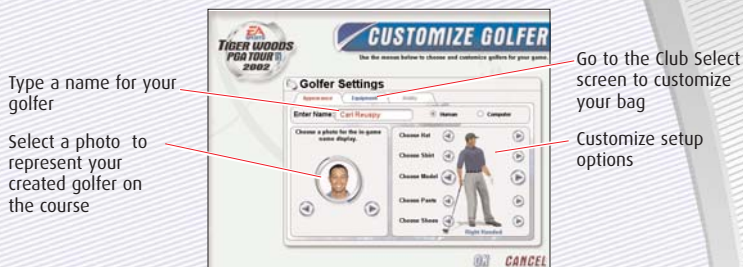 Type a name for your
golfer
Select a photo to
represent your
created golfer on
the course
EA
SPORTS
TIGER WOODS
PGA TOUR
2002
CUSTOMIZE GOLFER
Use the menus below to choose and customize golfers for your game.
Golfer Settings
Appearance Equipment Ability
Enter Name: Carl Reuspy Human Computer
Choose a photo for the in-game
name display.
Choose Hat
Choose Shirt
Choose Model
Choose Pants
Choose Shoes
Right Handed
OK CANCEL
Go to the Club Select
screen to customize
your bag
Customize setup
options